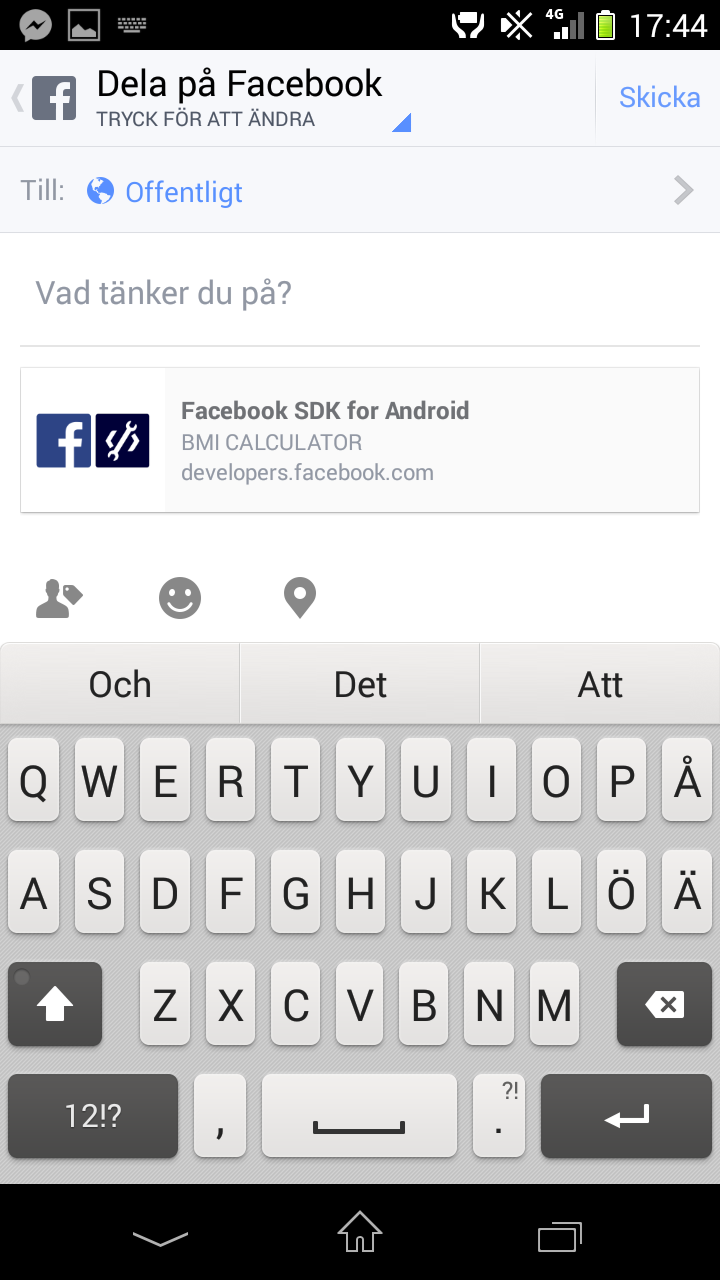 4G 17:44
Dela på Facebook
TRYCK FÖR ATT ÄNDRA
Skicka
Till: Offentligt
Vad tänker du på?
Facebook SDK for Android
BMI CALCULATOR
developers.facebook.com
Och Det Att
Q W E R T Y U I O P Å
A S D F G H J K L Ö Ä
Z X C V B N M
12!? , . ?!